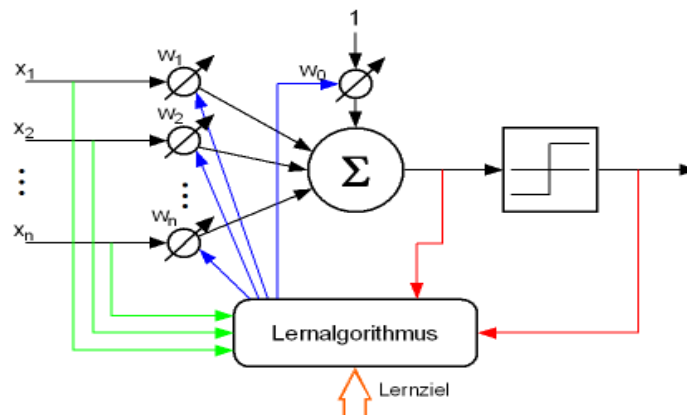 1
x1
w1
w0
x2
w2
Σ
...
...
xn
wn
Lernalgorithmus
Lernziel